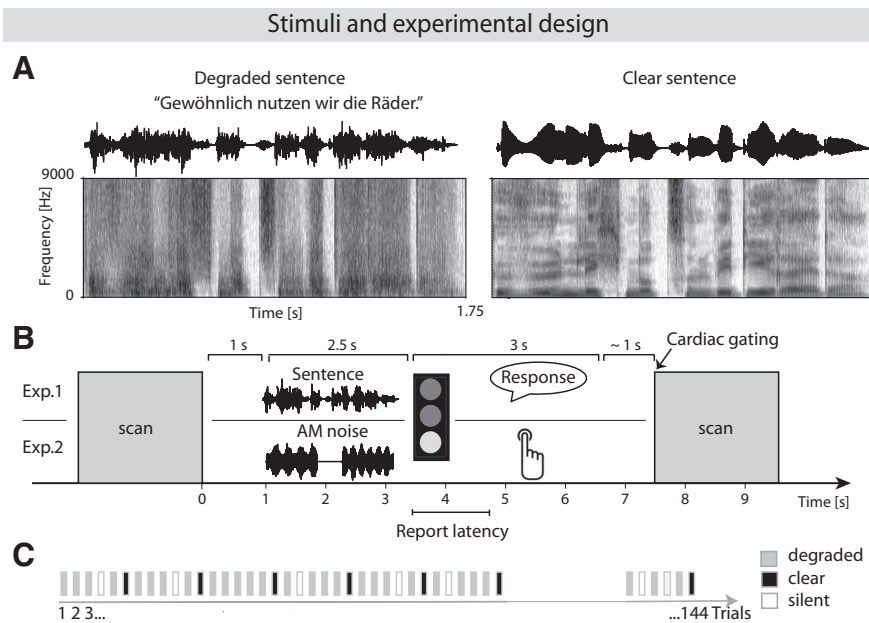 Stimuli and experimental design
A
Degraded sentence
"Gewöhnlich nutzen wir die Räder."
Clear sentence
9000
Frequency [Hz]
0
Time [s]
1.75
B
1 s
2.5 s
3 s
~ 1 s
Cardiac gating
Exp.1
Exp.2
scan
Sentence
AM noise
Response
scan
0 1 2 3 4 5 6 7 8 9
Time [s]
Report latency
C
1 2 3...
...144 Trials
degraded
clear
silent